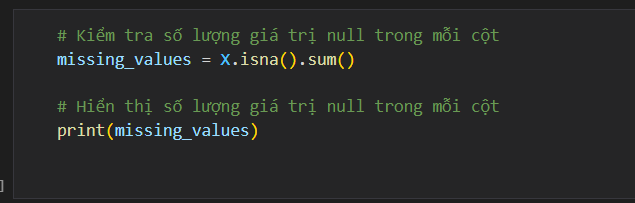 # Kiểm tra số lượng giá trị null trong mỗi cột
missing_values = X.isna().sum()
# Hiển thị số lượng giá trị null trong mỗi cột
print(missing_values)
]